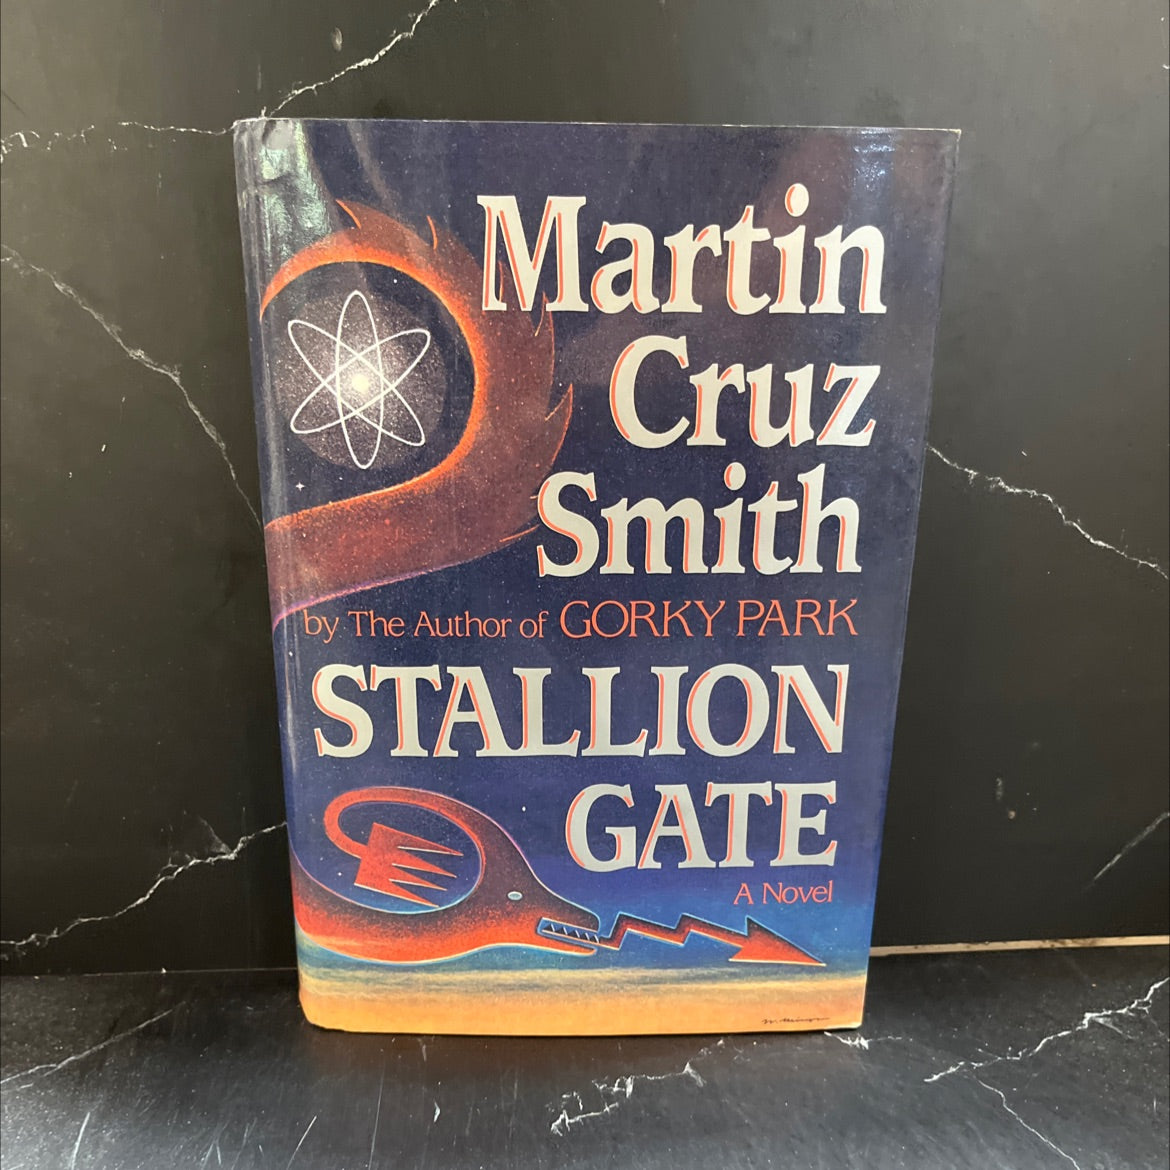 Martin
Cruz
Smith
by The Author of GORKY PARK
STALLION
GATE
A Novel